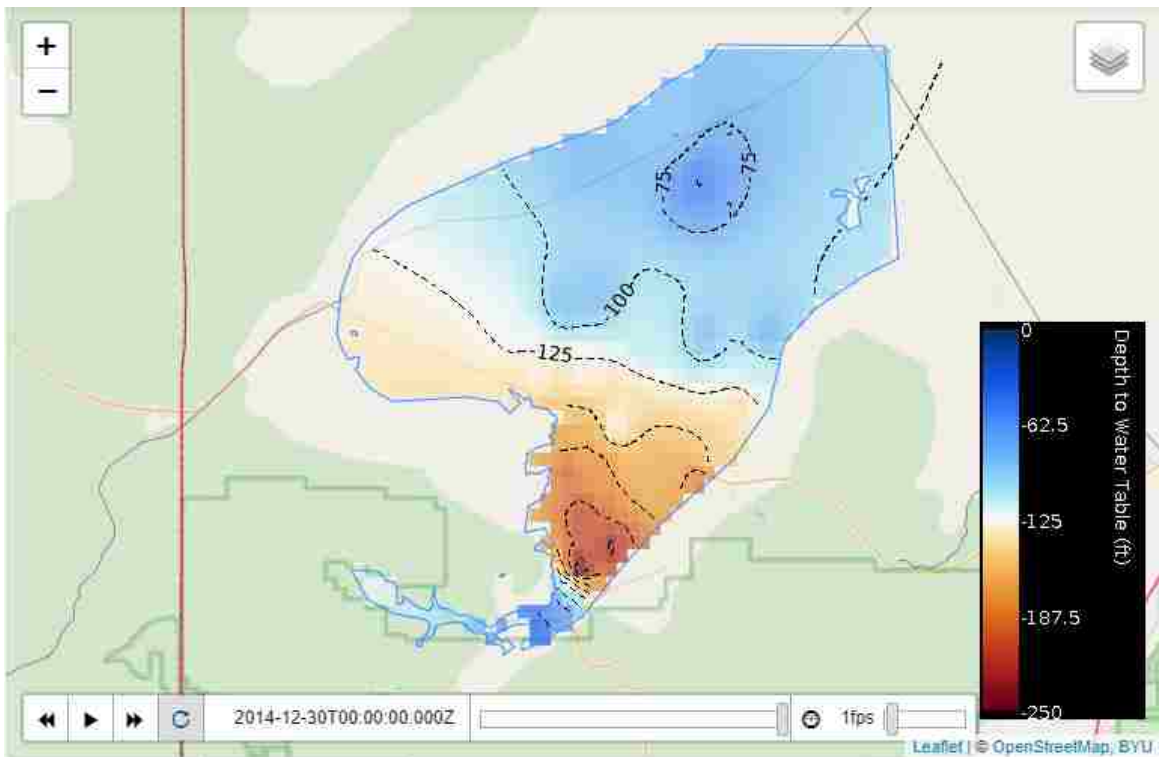 +
−
75
75
100
125
0
-62.5
-125
-187.5
-250
Depth to Water Table (ft)
2014-12-30T00:00:00.000Z
1fps
Leaflet | © OpenStreetMap, BYU